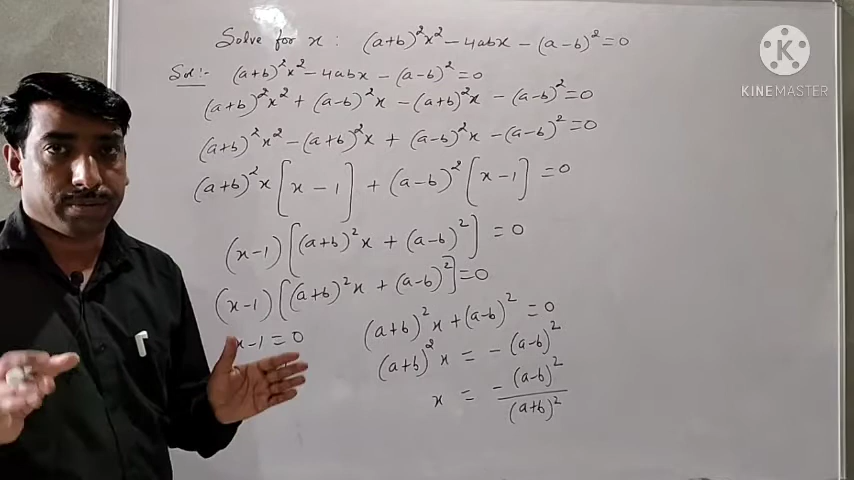 Solve for x : (a+b)²x² - 4abx - (a-b)² = 0
Sol:- (a+b)²x² - 4abx - (a-b)² = 0
(a+b)²x² + (a-b)²x - (a+b)²x - (a-b)² = 0
(a+b)²x² - (a+b)²x + (a-b)²x - (a-b)² = 0
(a+b)²x [x - 1] + (a-b)² [x - 1] = 0
(x-1) [(a+b)²x + (a-b)²] = 0
(x-1) [(a+b)²x + (a-b)²] = 0
x-1 = 0
(a+b)²x + (a-b)² = 0
(a+b)²x = -(a-b)²
x = -(a-b)² / (a+b)²
K
KINEMASTER